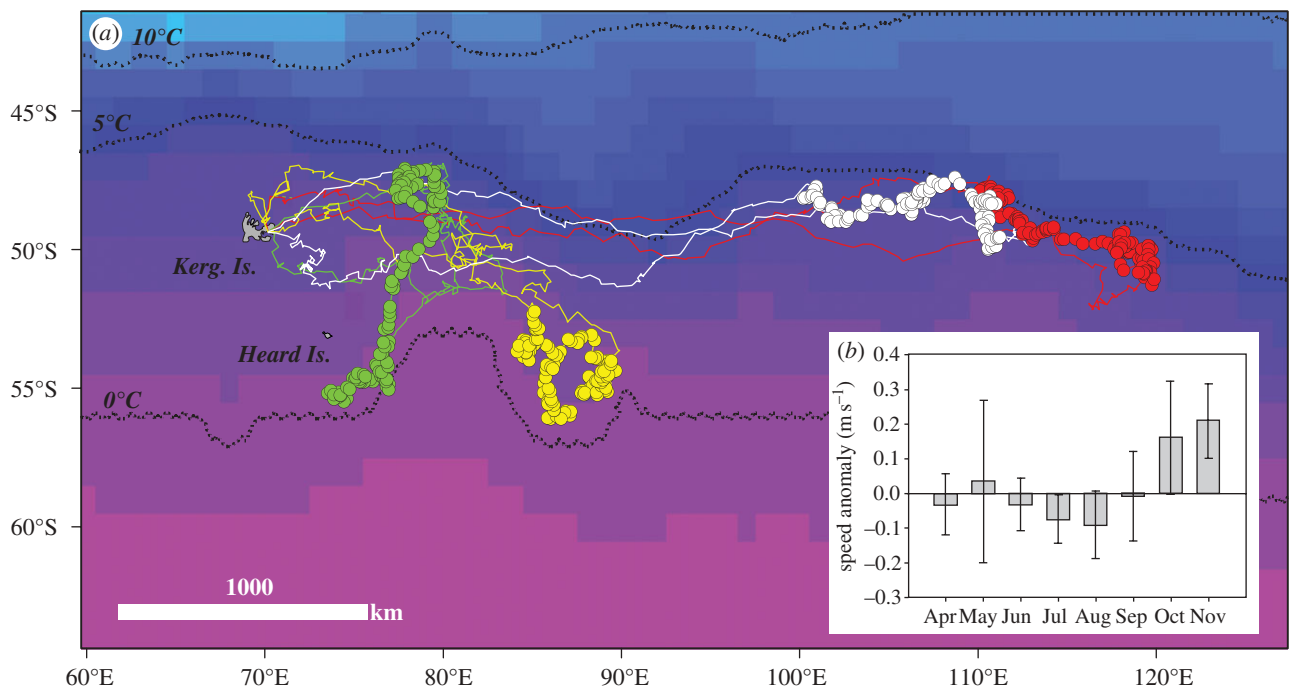 (a)
10°C
45°S
5°C
50°S
Kerg. Is.
Heard Is.
55°S
0°C
60°S
1000
km
60°E 70°E 80°E 90°E 100°E 110°E 120°E
(b)
0.4
0.3
0.2
0.1
0.0
–0.1
–0.2
–0.3
speed anomaly (m s⁻¹)
Apr May Jun Jul Aug Sep Oct Nov